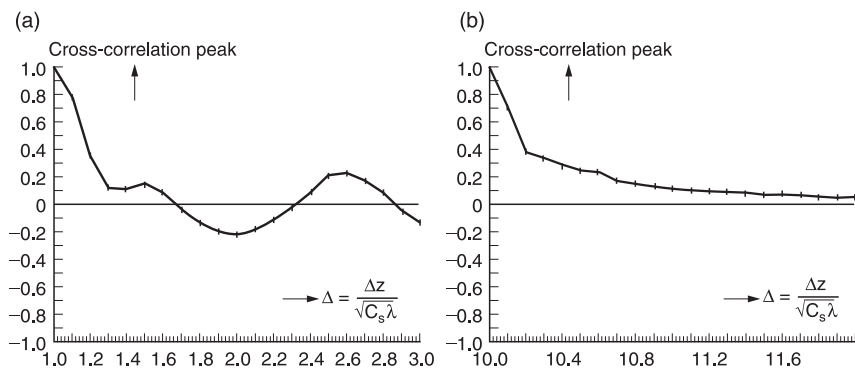 (a)
Cross-correlation peak
1.0
0.8
0.6
0.4
0.2
0
−0.2
−0.4
−0.6
−0.8
−1.0
Δ = Δz / √Csλ
1.0 1.2 1.4 1.6 1.8 2.0 2.2 2.4 2.6 2.8 3.0
(b)
Cross-correlation peak
1.0
0.8
0.6
0.4
0.2
0
−0.2
−0.4
−0.6
−0.8
−1.0
Δ = Δz / √Csλ
10.0 10.4 10.8 11.2 11.6